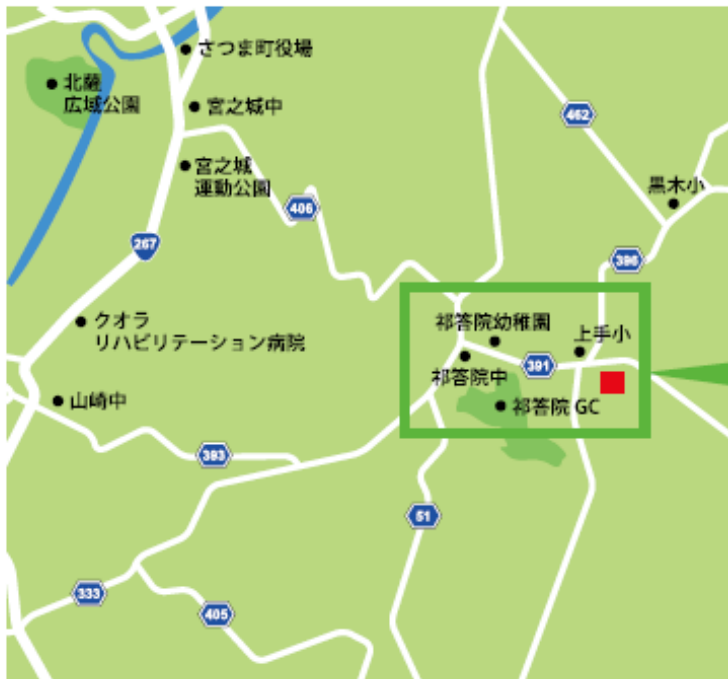 さつま町役場
北薩
広域公園
宮之城中
462
宮之城
運動公園
黒木小
406
267
396
クオラ
リハビリテーション病院
祁答院幼稚園
上手小
391
祁答院中
山崎中
祁答院 GC
393
51
333
405